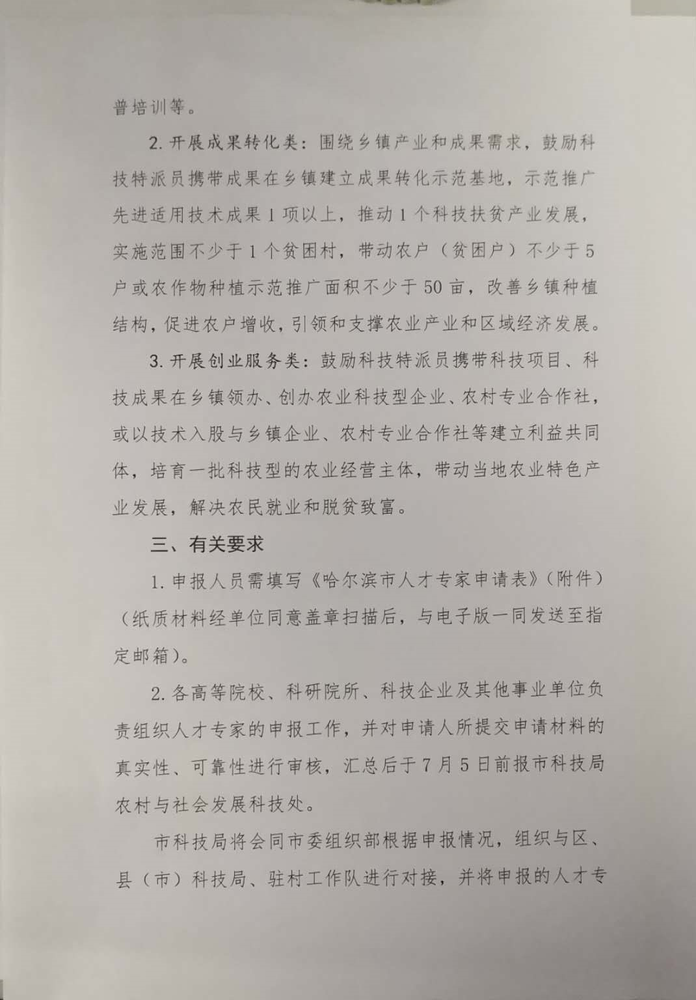 普培训等。
2. 开展成果转化类：围绕乡镇产业和成果需求，鼓励科
技特派员携带成果在乡镇建立成果转化示范基地，示范推广
先进适用技术成果 1 项以上，推动 1 个科技扶贫产业发展，
实施范围不少于 1 个贫困村，带动农户（贫困户）不少于 5
户或农作物种植示范推广面积不少于 50 亩，改善乡镇种植
结构，促进农户增收，引领和支撑农业产业和区域经济发展。
3. 开展创业服务类：鼓励科技特派员携带科技项目、科
技成果在乡镇领办、创办农业科技型企业、农村专业合作社，
或以技术入股与乡镇企业、农村专业合作社等建立利益共同
体，培育一批科技型的农业经营主体，带动当地农业特色产
业发展，解决农民就业和脱贫致富。
三、有关要求
1. 申报人员需填写《哈尔滨市人才专家申请表》（附件）
（纸质材料经单位同意盖章扫描后，与电子版一同发送至指
定邮箱）。
2. 各高等院校、科研院所、科技企业及其他事业单位负
责组织人才专家的申报工作，并对申请人所提交申请材料的
真实性、可靠性进行审核，汇总后于 7 月 5 日前报市科技局
农村与社会发展科技处。
市科技局将会同市委组织部根据申报情况，组织与区、
县（市）科技局、驻村工作队进行对接，并将申报的人才专